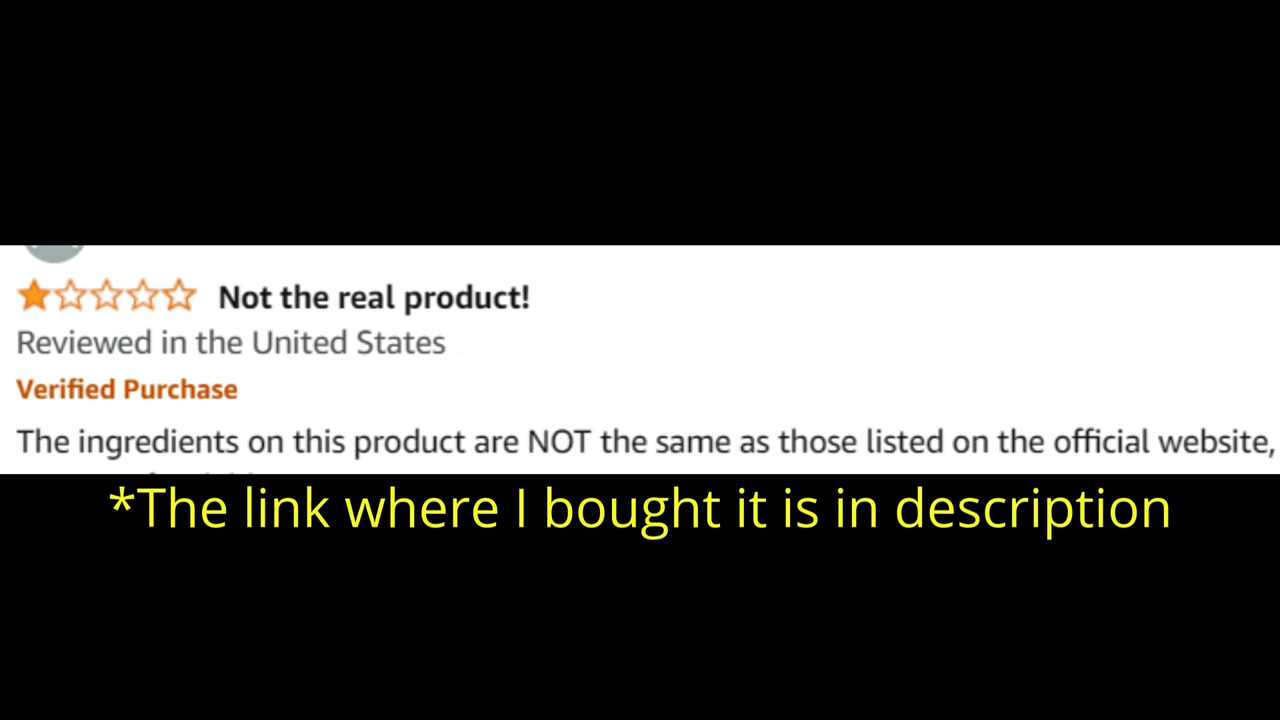 Not the real product!
Reviewed in the United States
Verified Purchase
The ingredients on this product are NOT the same as those listed on the official website,
*The link where I bought it is in description